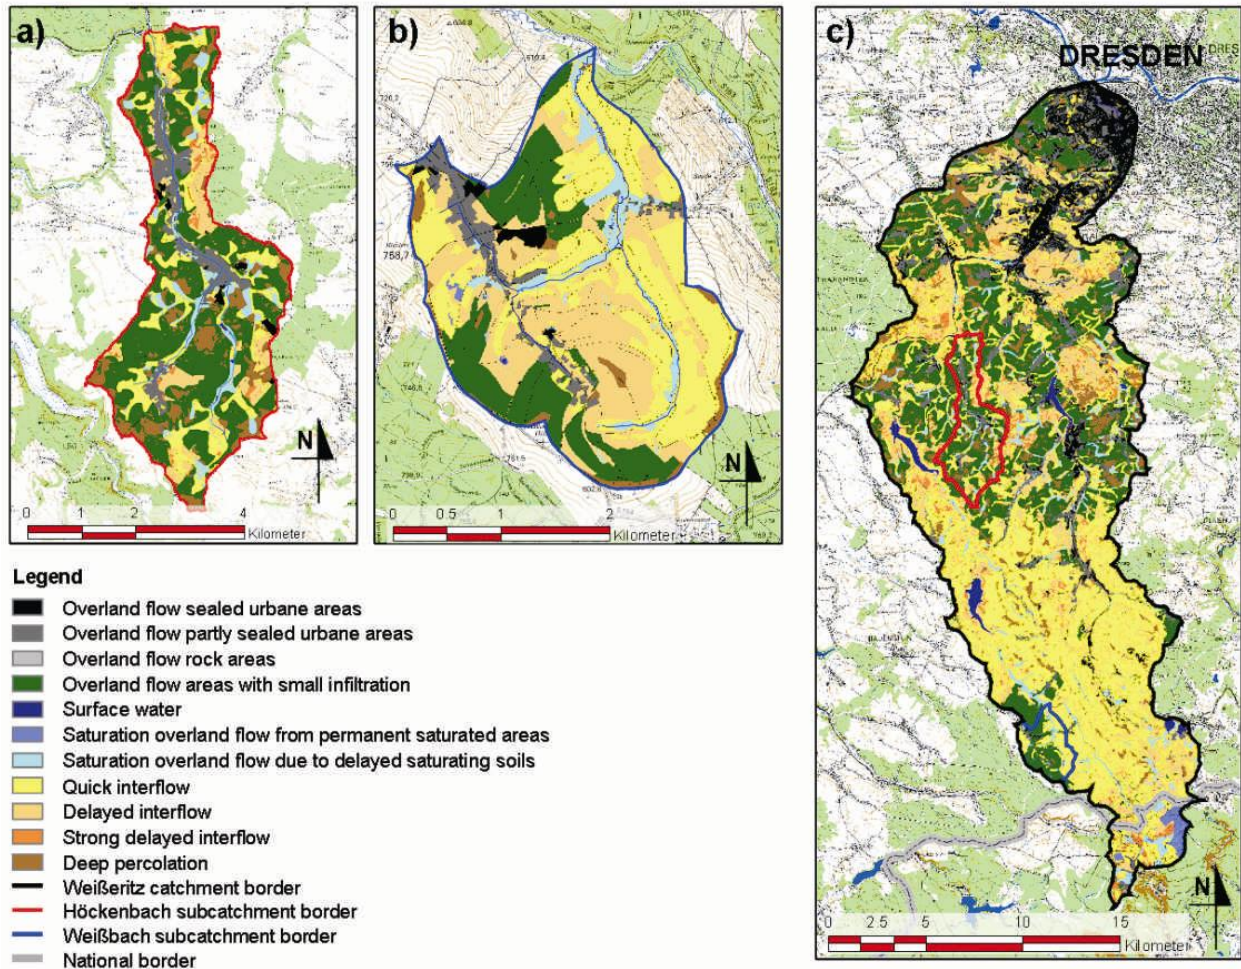 a)
b)
c)
DRESDEN
758,7
N
N
N
0
2
4
Kilometer
0
0.5
1
2
Kilometer
0
2.5
5
10
15
Kilometer
Legend
Overland flow sealed urbane areas
Overland flow partly sealed urbane areas
Overland flow rock areas
Overland flow areas with small infiltration
Surface water
Saturation overland flow from permanent saturated areas
Saturation overland flow due to delayed saturating soils
Quick interflow
Delayed interflow
Strong delayed interflow
Deep percolation
Weißeritz catchment border
Höckenbach subcatchment border
Weißbach subcatchment border
National border